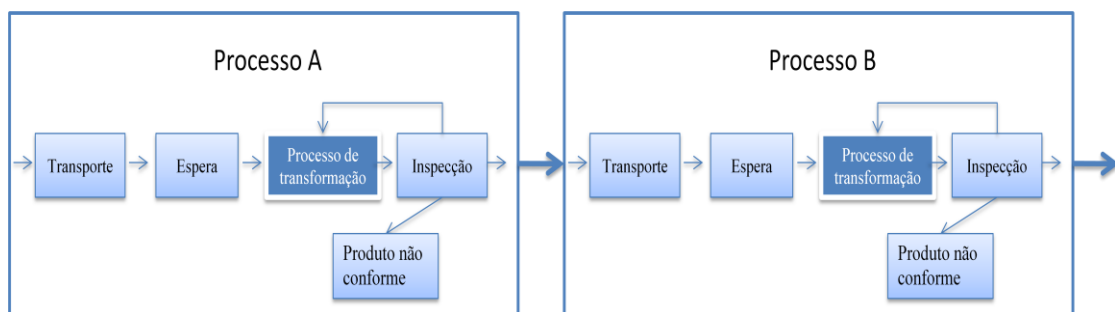 Processo A
Transporte
Espera
Processo de
transformação
Inspecção
Produto não
conforme
Processo B
Transporte
Espera
Processo de
transformação
Inspecção
Produto não
conforme